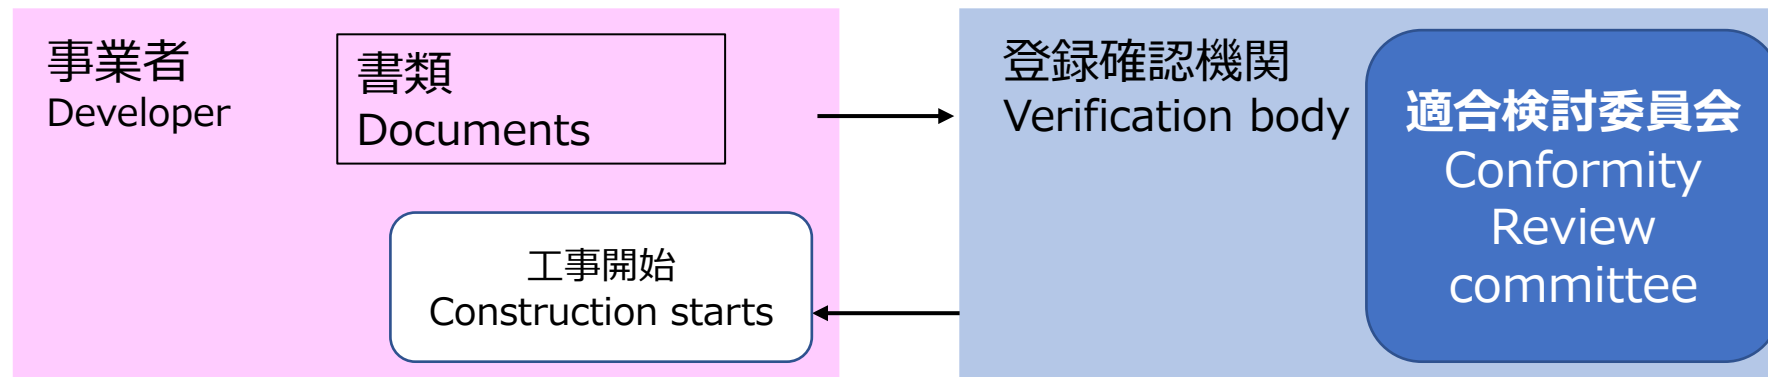 事業者
Developer
書類
Documents
工事開始
Construction starts
登録確認機関
Verification body
適合検討委員会
Conformity
Review
committee